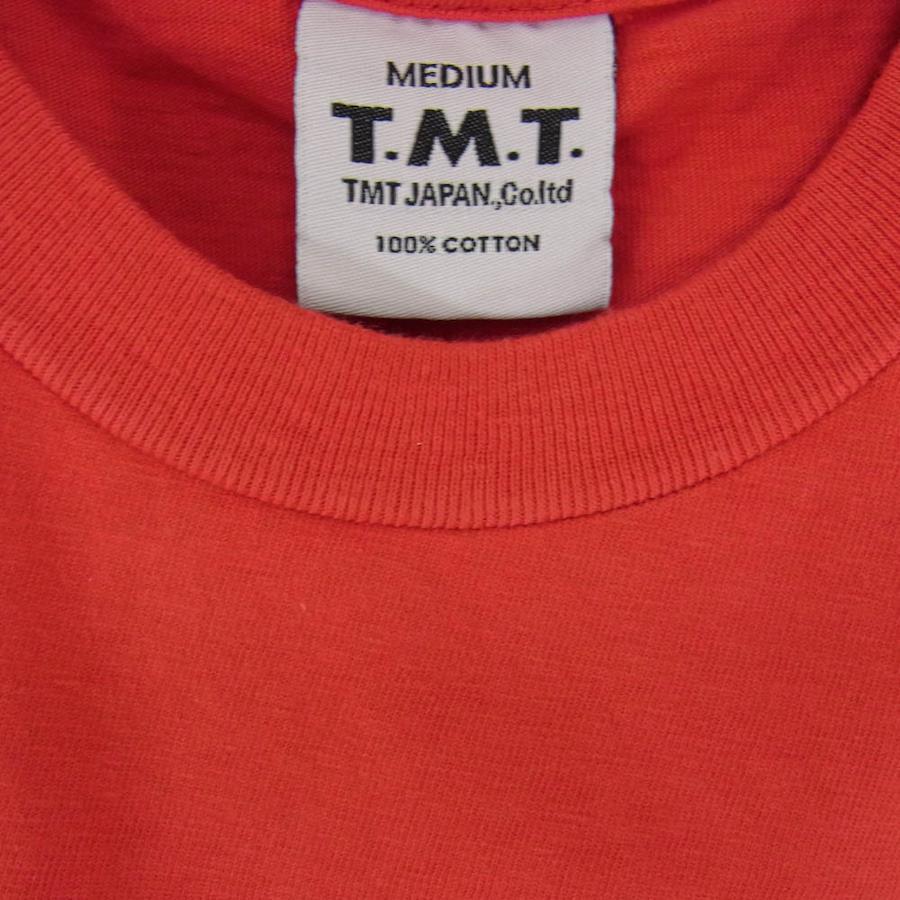 MEDIUM
T.M.T.
TMT JAPAN.,Co.ltd
100% COTTON